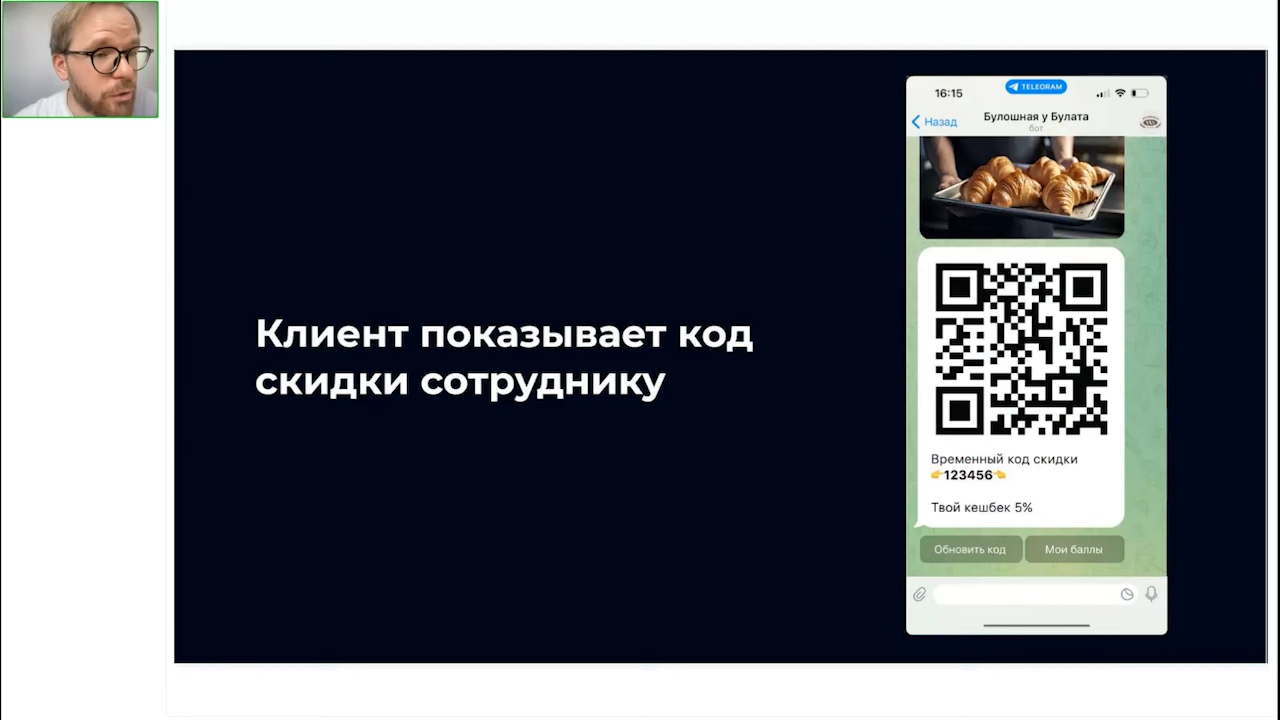 Клиент показывает код
скидки сотруднику
16:15
TELEGRAM
Назад
Булошная у Булата
бот
Временный код скидки
👉123456👈
Твой кешбек 5%
Обновить код
Мои баллы